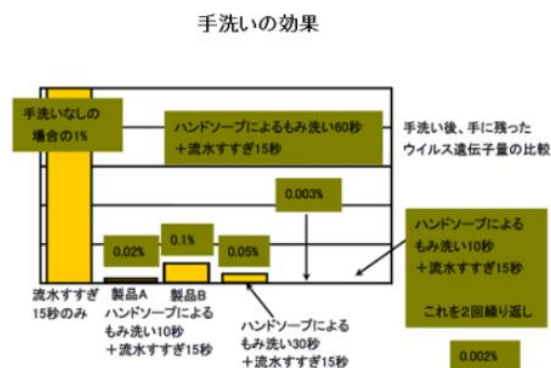 手洗いの効果
手洗いなしの
場合の1%
ハンドソープによるもみ洗い60秒
+流水すすぎ15秒
手洗い後、手に残った
ウイルス遺伝子量の比較
0.003%
0.02%
0.1%
0.05%
ハンドソープによる
もみ洗い10秒
+流水すすぎ15秒
これを2回繰り返し
0.002%
流水すすぎ
15秒のみ
製品A
製品B
ハンドソープによる
もみ洗い10秒
+流水すすぎ15秒
ハンドソープによる
もみ洗い30秒
+流水すすぎ15秒